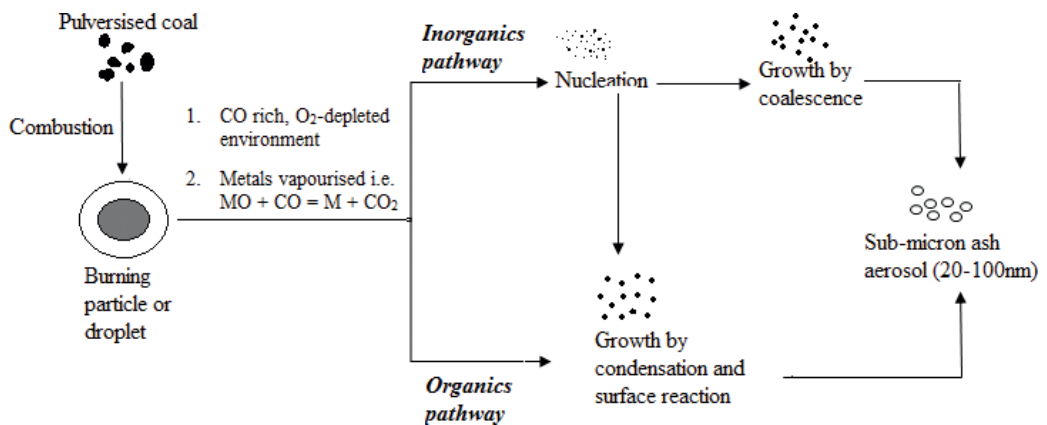 Pulversised coal
Combustion
Burning
particle or
droplet
1. CO rich, O₂-depleted
environment
2. Metals vapourised i.e.
MO + CO = M + CO₂
Inorganics
pathway
Nucleation
Growth by
coalescence
Sub-micron ash
aerosol (20-100nm)
Growth by
condensation and
surface reaction
Organics
pathway